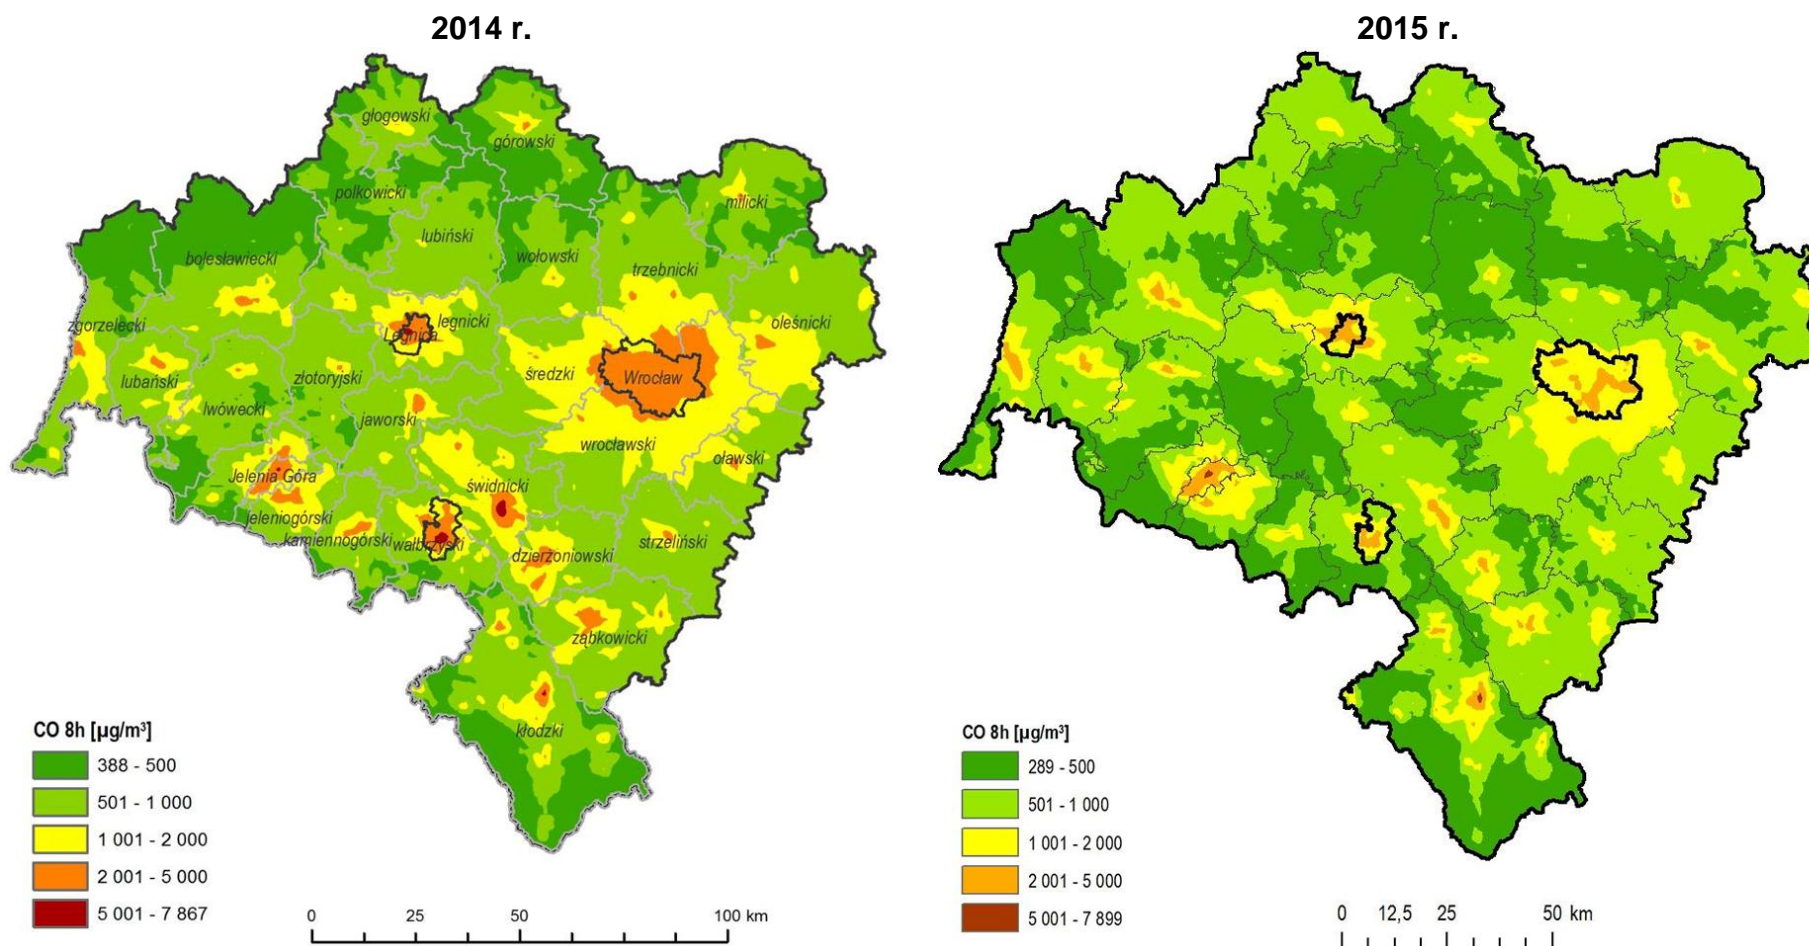 2014 r.
2015 r.
głogowski
górowski
polkowicki
milicki
lubiński
bolesławiecki
wołowski
trzebnicki
zgorzelecki
legnicki
Legnica
oleśnicki
lubański
złotoryjski
średzki
Wrocław
lwówecki
jaworski
wrocławski
oławski
Jelenia Góra
świdnicki
jeleniogórski
kamiennogórski
wałbrzyski
dzierżoniowski
strzeliński
ząbkowicki
kłodzki
CO 8h [µg/m³]
388 - 500
501 - 1 000
1 001 - 2 000
2 001 - 5 000
5 001 - 7 867
0 25 50 100 km
CO 8h [µg/m³]
289 - 500
501 - 1 000
1 001 - 2 000
2 001 - 5 000
5 001 - 7 899
0 12,5 25 50 km